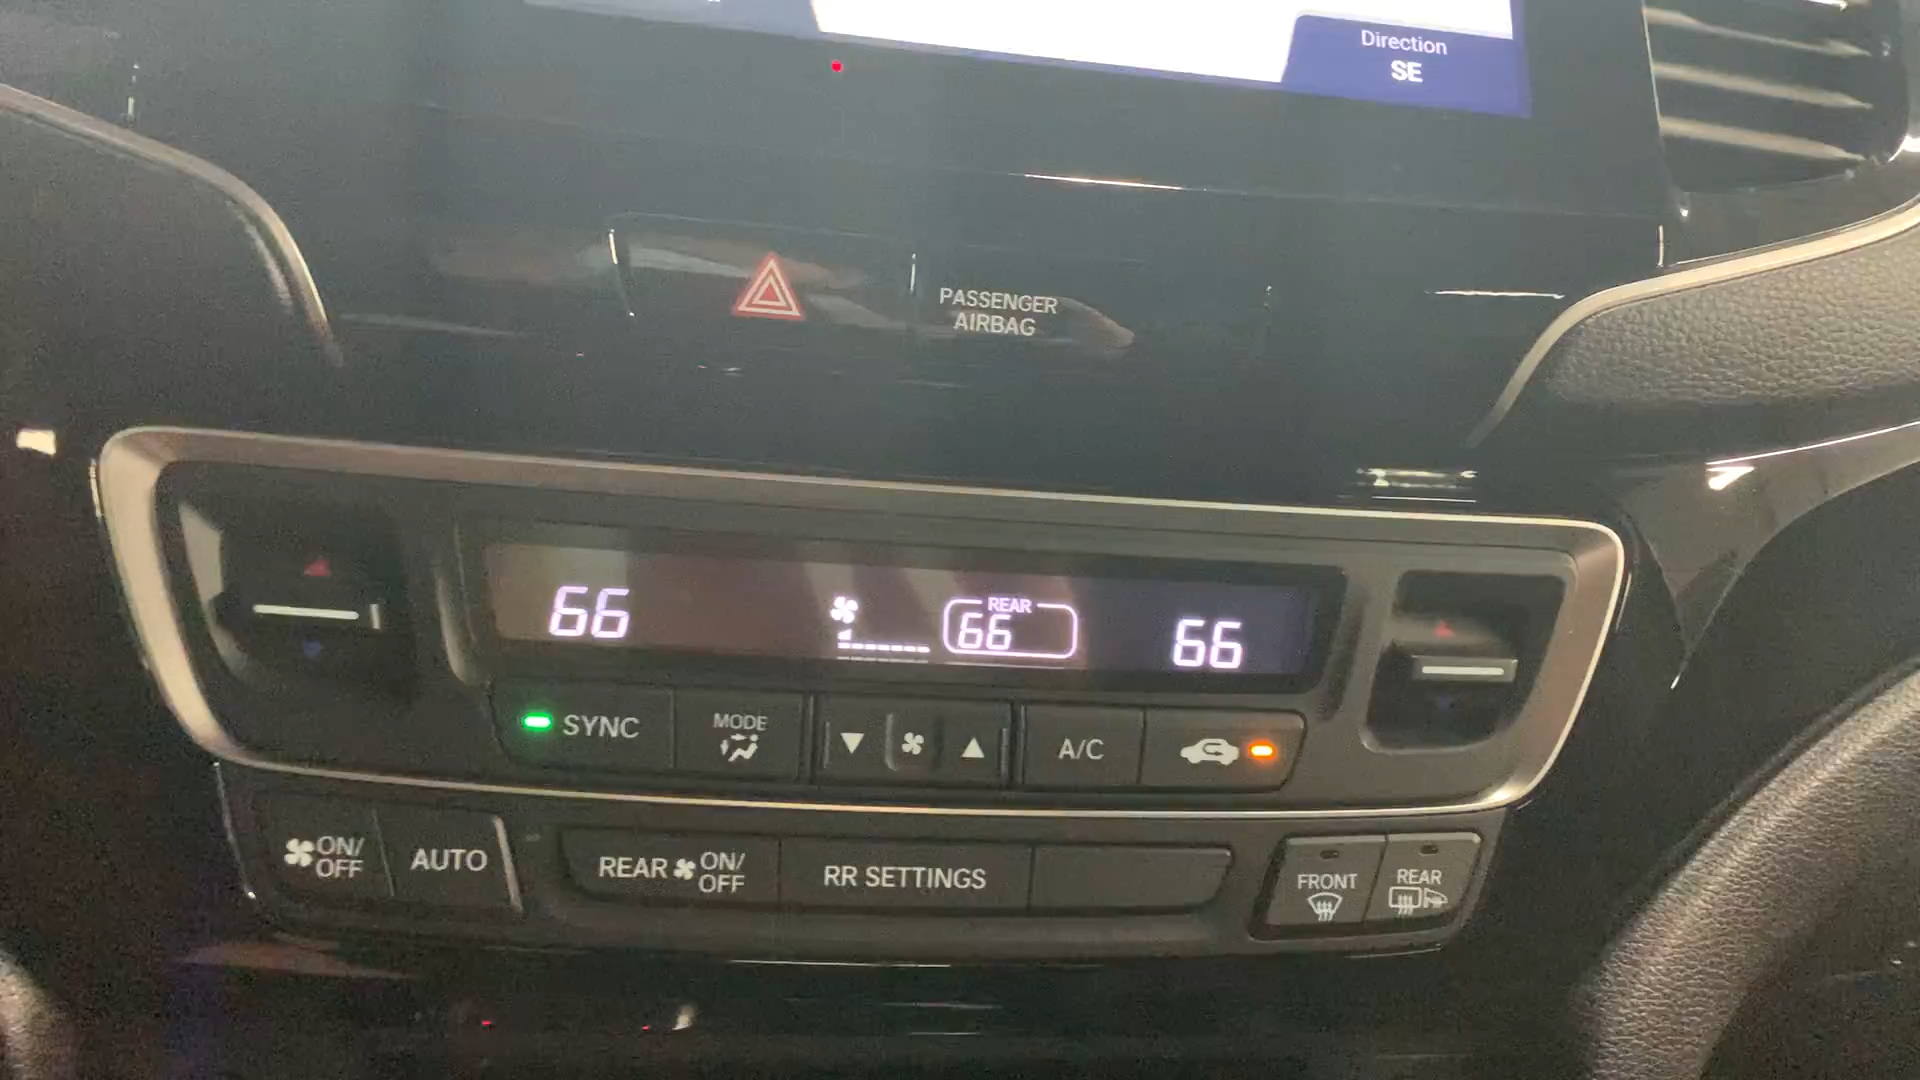 Direction
SE
PASSENGER
AIRBAG
66
REAR
66
66
SYNC
MODE
A/C
ON/
OFF
AUTO
REAR ON/
OFF
RR SETTINGS
FRONT
REAR